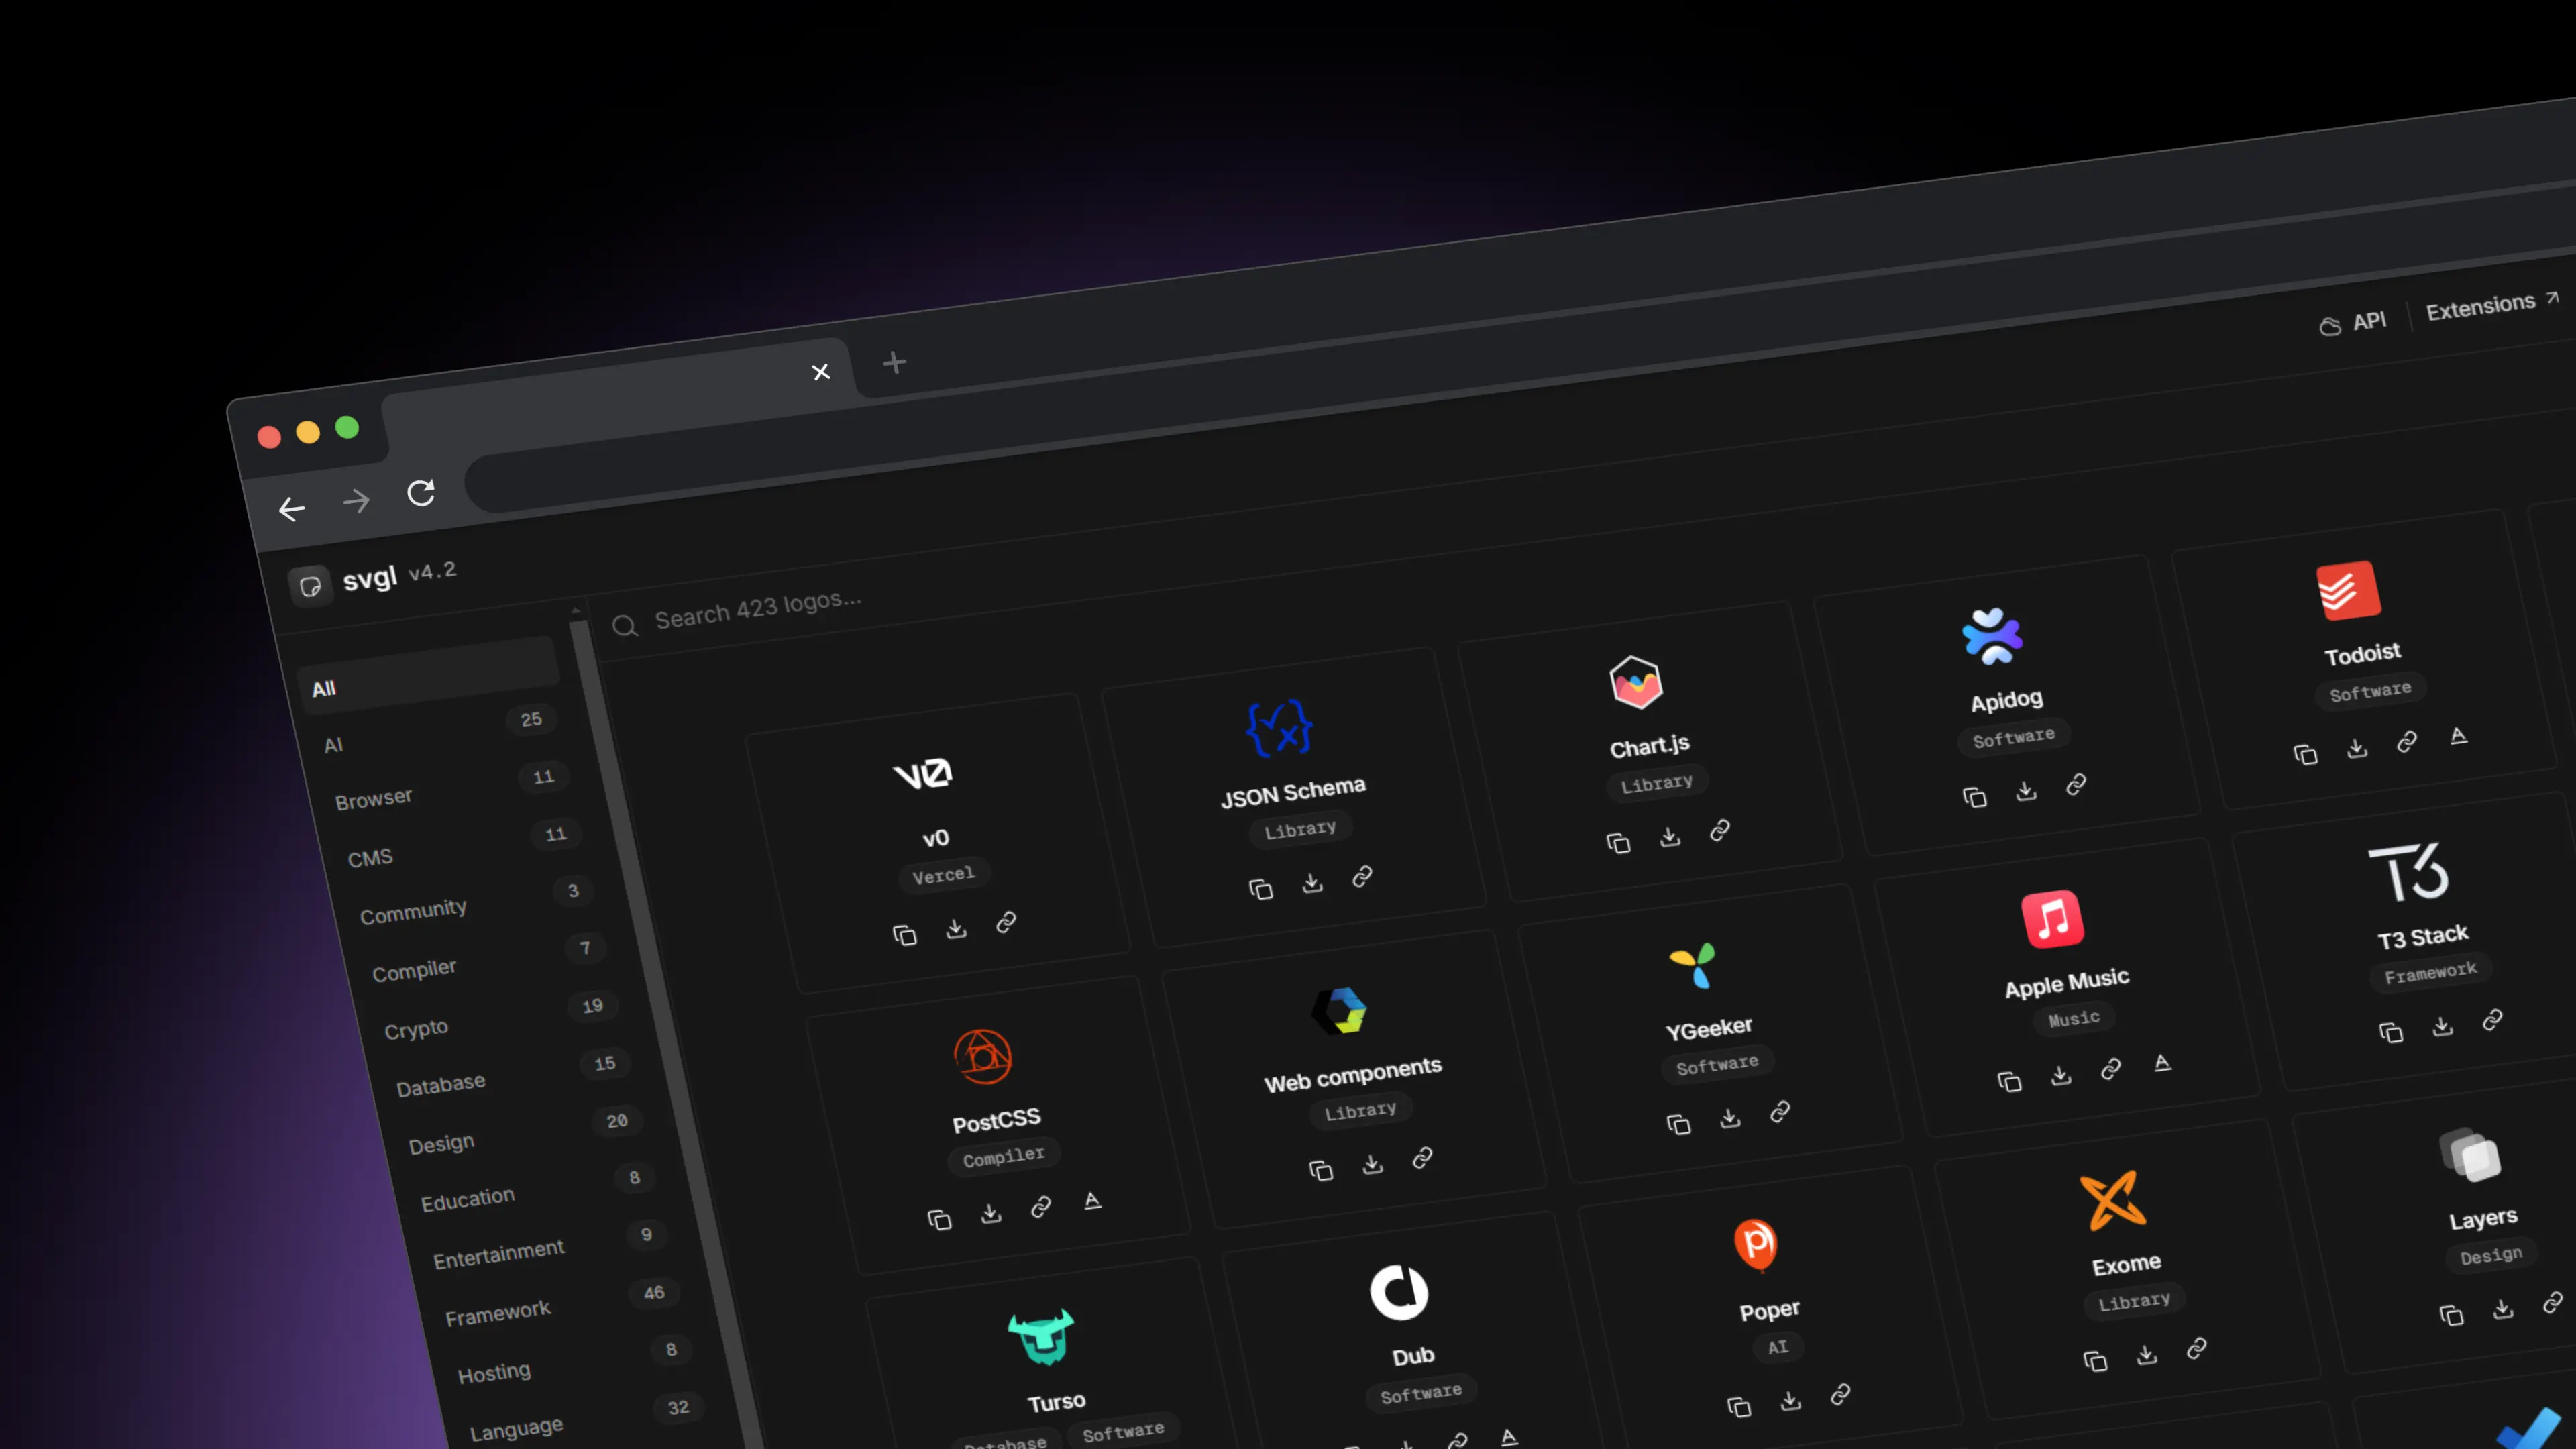 API
Extensions
svgl v4.2
Search 423 logos...
All
AI 25
Browser 11
CMS 11
Community 3
Compiler 7
Crypto 19
Database 15
Design 20
Education 8
Entertainment 9
Framework 46
Hosting 8
Language 32
v0
v0
Vercel
JSON Schema
Library
Chart.js
Library
Apidog
Software
Todoist
Software
PostCSS
Compiler
Web components
Library
YGeeker
Software
Apple Music
Music
T3
T3 Stack
Framework
Turso
Database
Software
Dub
Software
Poper
AI
Exome
Library
Layers
Design